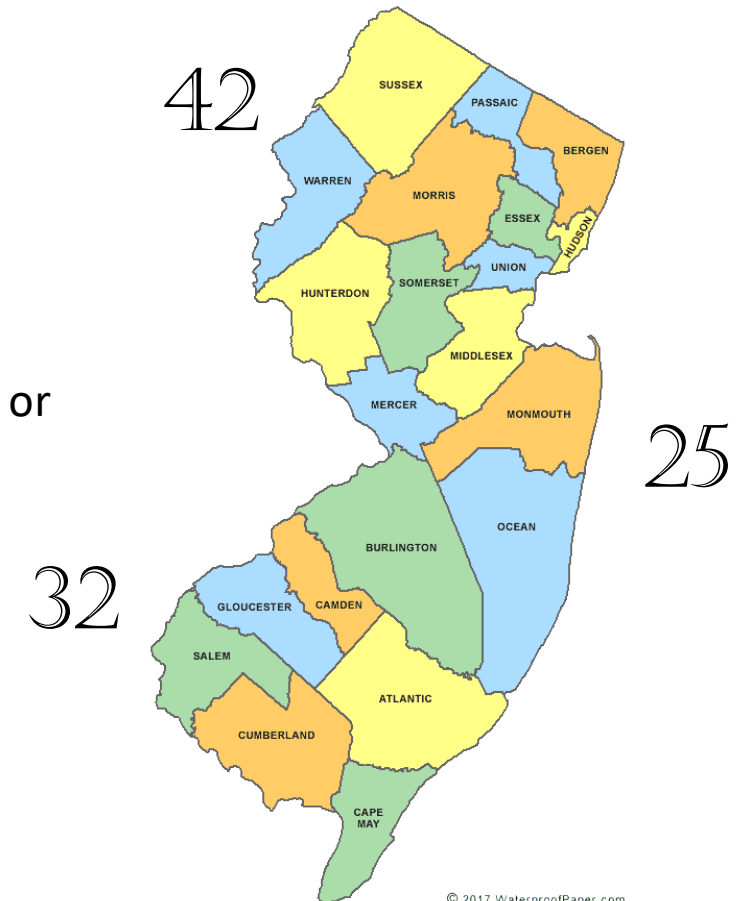 SUSSEX
42
PASSAIC
BERGEN
WARREN
MORRIS
ESSEX
HUDSON
UNION
SOMERSET
HUNTERDON
MIDDLESEX
or
MERCER
MONMOUTH
25
OCEAN
BURLINGTON
32
GLOUCESTER
CAMDEN
SALEM
ATLANTIC
CUMBERLAND
CAPE
MAY
© 2017 WaterproofPaper.com